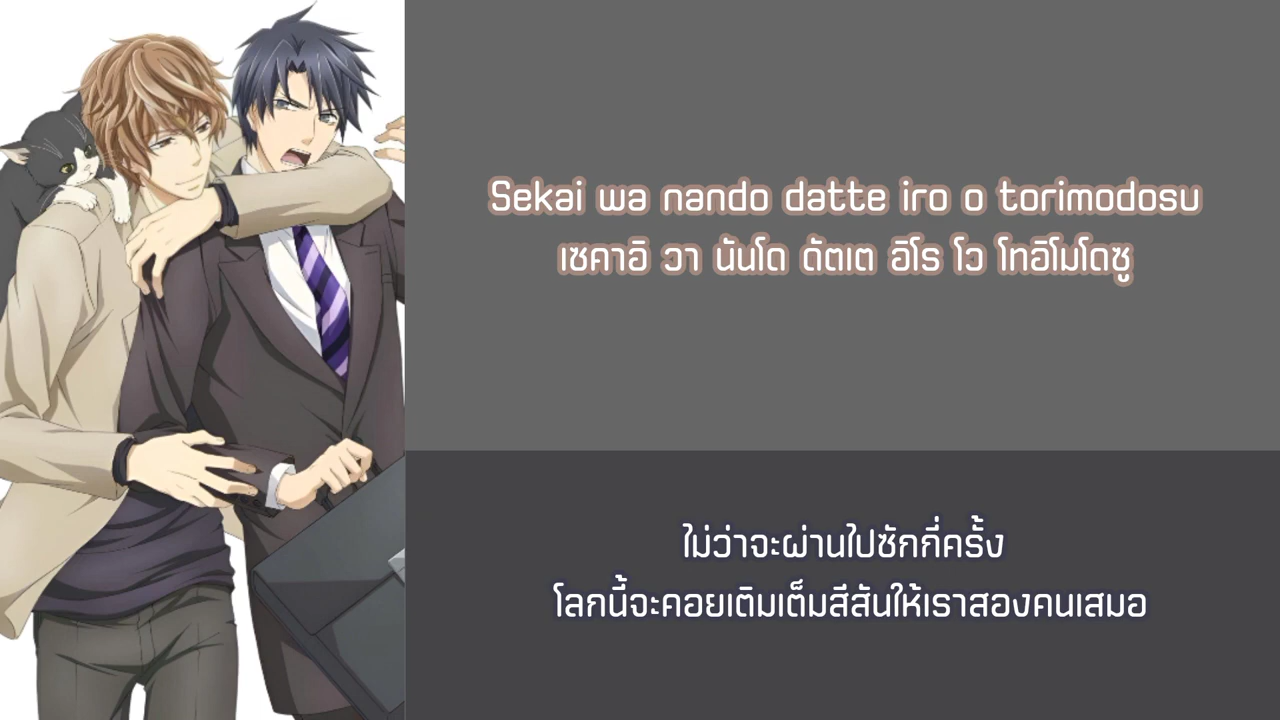 Sekai wa nando datte iro o torimodosu
เซคาอิ วา นันโด ดัตเต อิโร โว โทอิโมโดซู
ไม่ว่าจะผ่านไปซักกี่ครั้ง
โลกนี้จะคอยเติมเต็มสีสันให้เราสองคนเสมอ